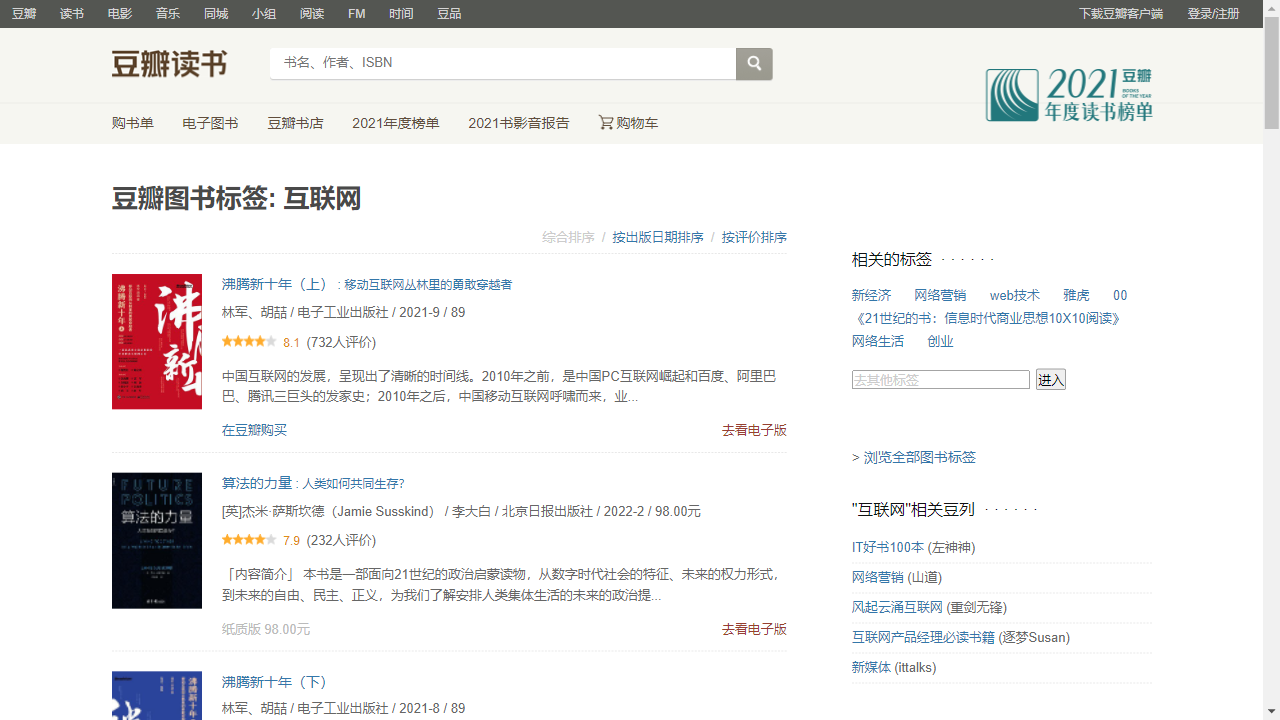 豆瓣 读书 电影 音乐 同城 小组 阅读 FM 时间 豆品 下载豆瓣客户端 登录/注册
豆瓣读书
书名、作者、ISBN
2021 豆瓣
BOOKS OF THE YEAR
年度读书榜单
购书单 电子图书 豆瓣书店 2021年度榜单 2021书影音报告 购物车
豆瓣图书标签: 互联网
综合排序 / 按出版日期排序 / 按评价排序
沸腾新十年（上） : 移动互联网丛林里的勇敢穿越者
林军、胡喆 / 电子工业出版社 / 2021-9 / 89
8.1 (732人评价)
中国互联网的发展，呈现出了清晰的时间线。2010年之前，是中国PC互联网崛起和百度、阿里巴
巴、腾讯三巨头的发家史；2010年之后，中国移动互联网呼啸而来，业...
在豆瓣购买 去看电子版
FUTURE
POLITICS
算法的力量
算法的力量 : 人类如何共同生存？
[英]杰米·萨斯坎德（Jamie Susskind） / 李大白 / 北京日报出版社 / 2022-2 / 98.00元
7.9 (232人评价)
「内容简介」 本书是一部面向21世纪的政治启蒙读物，从数字时代社会的特征、未来的权力形式，
到未来的自由、民主、正义，为我们了解安排人类集体生活的未来的政治提...
纸质版 98.00元 去看电子版
沸腾新十年（下）
林军、胡喆 / 电子工业出版社 / 2021-8 / 89
相关的标签 · · · · · ·
新经济 网络营销 web技术 雅虎 00
《21世纪的书：信息时代商业思想10X10阅读》
网络生活 创业
去其他标签 进入
> 浏览全部图书标签
"互联网"相关豆列 · · · · · ·
IT好书100本 (左神神)
网络营销 (山道)
风起云涌互联网 (重剑无锋)
互联网产品经理必读书籍 (逐梦Susan)
新媒体 (ittalks)